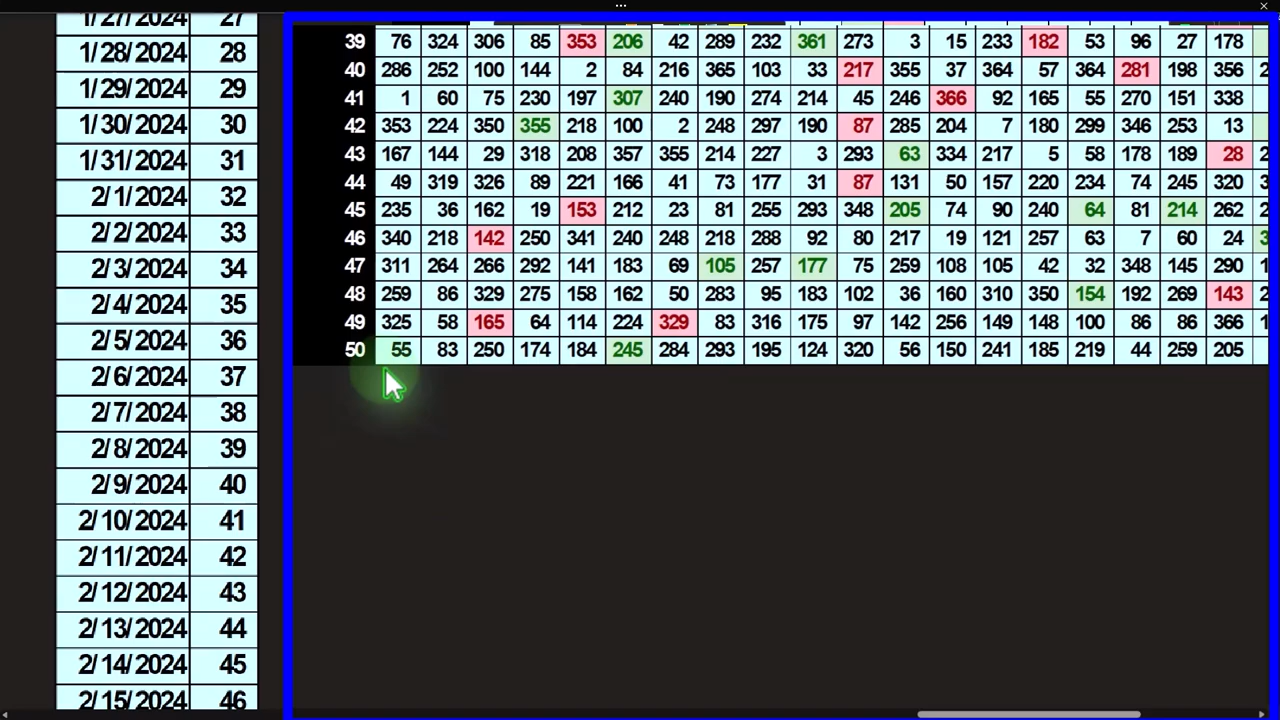 1/27/2024 27
1/28/2024 28
1/29/2024 29
1/30/2024 30
1/31/2024 31
2/1/2024 32
2/2/2024 33
2/3/2024 34
2/4/2024 35
2/5/2024 36
2/6/2024 37
2/7/2024 38
2/8/2024 39
2/9/2024 40
2/10/2024 41
2/11/2024 42
2/12/2024 43
2/13/2024 44
2/14/2024 45
2/15/2024 46
39 76 324 306 85 353 206 42 289 232 361 273 3 15 233 182 53 96 27 178
40 286 252 100 144 2 84 216 365 103 33 217 355 37 364 57 364 281 198 356
41 1 60 75 230 197 307 240 190 274 214 45 246 366 92 165 55 270 151 338
42 353 224 350 355 218 100 2 248 297 190 87 285 204 7 180 299 346 253 13
43 167 144 29 318 208 357 355 214 227 3 293 63 334 217 5 58 178 189 28
44 49 319 326 89 221 166 41 73 177 31 87 131 50 157 220 234 74 245 320
45 235 36 162 19 153 212 23 81 255 293 348 205 74 90 240 64 81 214 262
46 340 218 142 250 341 240 248 218 288 92 80 217 19 121 257 63 7 60 24
47 311 264 266 292 141 183 69 105 257 177 75 259 108 105 42 32 348 145 290
48 259 86 329 275 158 162 50 283 95 183 102 36 160 310 350 154 192 269 143
49 325 58 165 64 114 224 329 83 316 175 97 142 256 149 148 100 86 86 366
50 55 83 250 174 184 245 284 293 195 124 320 56 150 241 185 219 44 259 205